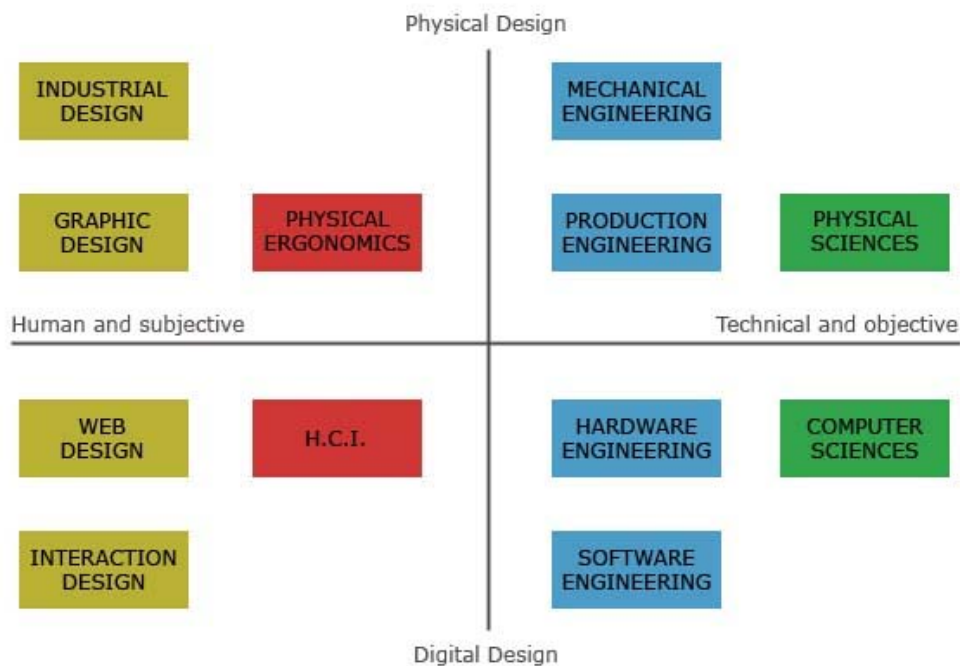 Physical Design
INDUSTRIAL
DESIGN
MECHANICAL
ENGINEERING
GRAPHIC
DESIGN
PHYSICAL
ERGONOMICS
PRODUCTION
ENGINEERING
PHYSICAL
SCIENCES
Human and subjective
Technical and objective
WEB
DESIGN
H.C.I.
HARDWARE
ENGINEERING
COMPUTER
SCIENCES
INTERACTION
DESIGN
SOFTWARE
ENGINEERING
Digital Design